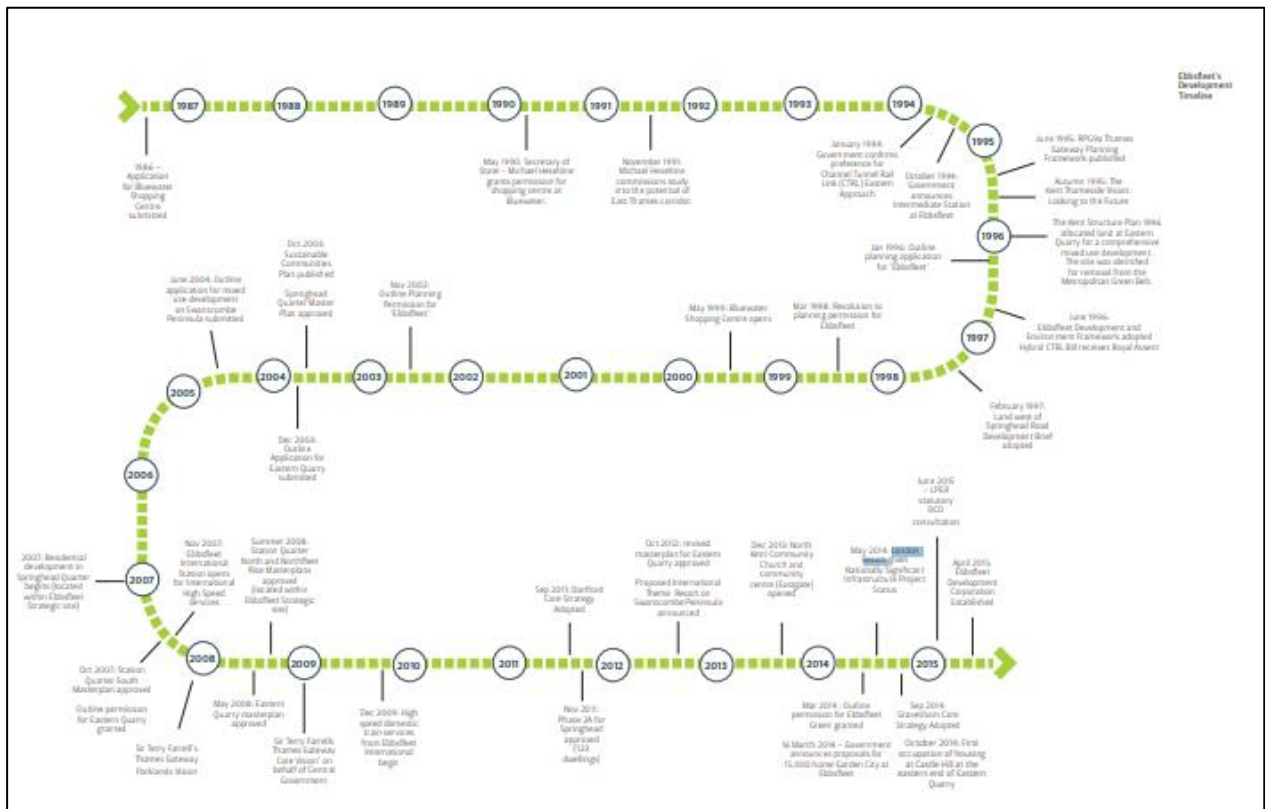 Ebbsfleet's
Development
Timeline
1987
1988
1989
1990
1991
1992
1993
1994
1995
1986 –
Application
for Bluewater
Shopping
Centre
submitted
May 1990: Secretary of
State – Michael Heseltine
grants permission for
shopping centre at
Bluewater.
November 1991:
Michael Heseltine
commissions study
into the potential of
East Thames corridor.
January 1994:
Government confirms
preference for
Channel Tunnel Rail
Link (CTRL) Eastern
Approach
October 1994:
Government
announces
Intermediate Station
at Ebbsfleet
June 1995: RPG9a Thames
Gateway Planning
Framework published
Autumn 1995: The
Kent Thameside Vision:
Looking to the Future
1996
The Kent Structure Plan 1996
allocated land at Eastern
Quarry for a comprehensive
mixed use development.
The site was identified
for removal from the
Metropolitan Green Belt.
Jan 1996: Outline
planning application
for 'Ebbsfleet'
June 1996:
Ebbsfleet Development and
Environment Framework adopted
Hybrid CTRL Bill receives Royal Assent
1997
February 1997:
Land west of
Springhead Road
Development Brief
adopted
1998
Mar 1998: Resolution to
planning permission for
Ebbsfleet
1999
May 1999: Bluewater
Shopping Centre opens
2000
2001
2002
Nov 2002:
Outline Planning
Permission for
'Ebbsfleet'
2003
Oct 2003:
Sustainable
Communities
Plan published
Springhead
Quarter Master
Plan approved
Dec 2003:
Outline
Application for
Eastern Quarry
submitted
2004
June 2004: Outline
application for mixed
use development
on Swanscombe
Peninsula submitted
2005
2006
2007
2007: Residential
development in
Springhead Quarter
begins (located
within Ebbsfleet
Strategic site)
Oct 2007: Station
Quarter South
Masterplan approved
Outline permission
for Eastern Quarry
granted
Nov 2007:
Ebbsfleet
International
Station opens
for International
High Speed
Services
2008
Sir Terry Farrell's
Thames Gateway
Parklands Vision
May 2008: Eastern
Quarry masterplan
approved
Summer 2008:
Station Quarter
North and Northfleet
Rise Masterplans
approved
(located within
Ebbsfleet Strategic
site)
2009
Sir Terry Farrells
Thames Gateway
Core Vision' on
behalf of Central
Government
Dec 2009: High
speed domestic
train services
from Ebbsfleet
International
begin
2010
2011
Sep 2011: Dartford
Core Strategy
Adopted
Nov 2011:
Phase 2A for
Springhead
approved
dwellings)
2012
Oct 2012: revised
masterplan for Eastern
Quarry approved
Proposed International
Theme Resort on
Swanscombe Peninsula
announced
2013
Dec 2013: North
Kent Community
Church and
community
centre (Eastgate)
opened
2014
Mar 2014: Outline
permission for Ebbsfleet
Green granted
16 March 2014 – Government
announces proposals for
15,000 home Garden City at
Ebbsfleet
May 2014: London
Nationally Significant
Infrastructure Project
Status
Sep 2014:
Gravesham Core
Strategy Adopted
October 2014: First
occupation of housing
at Castle Hill at the
eastern end of Eastern
Quarry
2015
June 2015
statutory
DCO
consultation
April 2015:
Ebbsfleet
Development
Corporation
Established